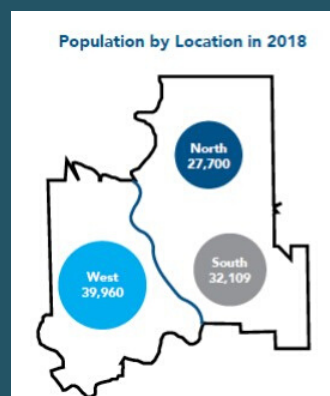 Population by Location in 2018
North
27,700
South
32,109
West
39,960